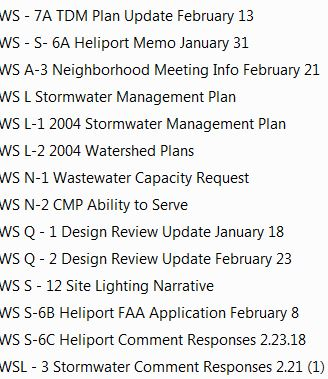 WS - 7A TDM Plan Update February 13
WS - S- 6A Heliport Memo January 31
WS A-3 Neighborhood Meeting Info February 21
WS L Stormwater Management Plan
WS L-1 2004 Stormwater Management Plan
WS L-2 2004 Watershed Plans
WS N-1 Wastewater Capacity Request
WS N-2 CMP Ability to Serve
WS Q - 1 Design Review Update January 18
WS Q - 2 Design Review Update February 23
WS S - 12 Site Lighting Narrative
WS S-6B Heliport FAA Application February 8
WS S-6C Heliport Comment Responses 2.23.18
WSL - 3 Stormwater Comment Responses 2.21 (1)